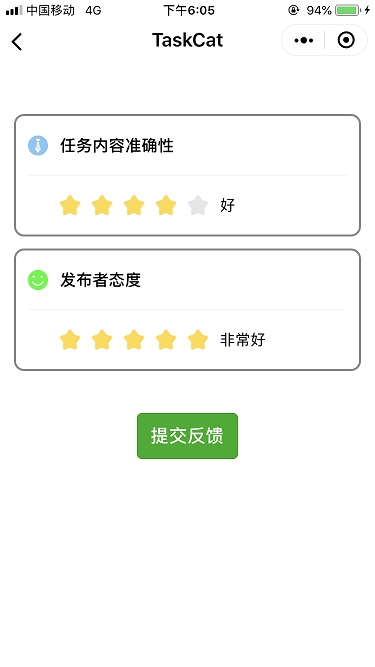 中国移动 4G 下午6:05 94%
TaskCat
任务内容准确性
好
发布者态度
非常好
提交反馈